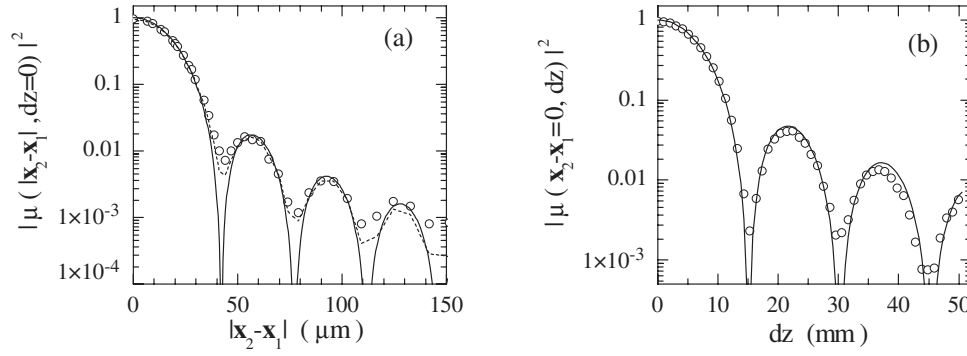 | μ ( |x₂-x₁| , dz=0) |²
1
0.1
0.01
1×10⁻³
1×10⁻⁴
(a)
0 50 100 150
|x₂-x₁| ( μm )
| μ ( x₂-x₁=0, dz) |²
1
0.1
0.01
1×10⁻³
(b)
0 10 20 30 40 50
dz (mm)